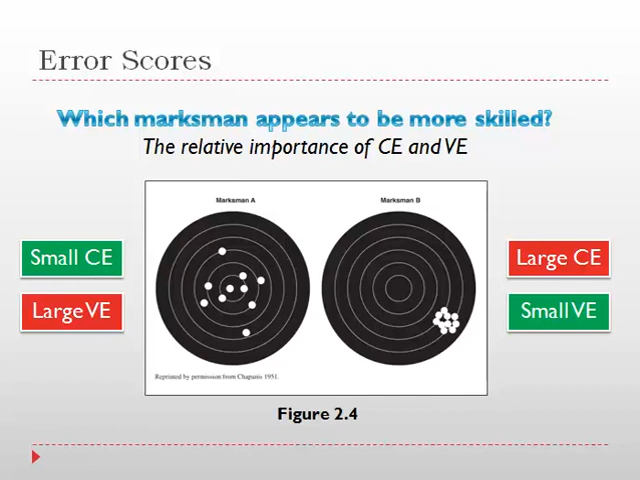 Error Scores
Which marksman appears to be more skilled?
The relative importance of CE and VE
Marksman A
Marksman B
Small CE
Large VE
Large CE
Small VE
Reprinted by permission from Chapanis 1951.
Figure 2.4